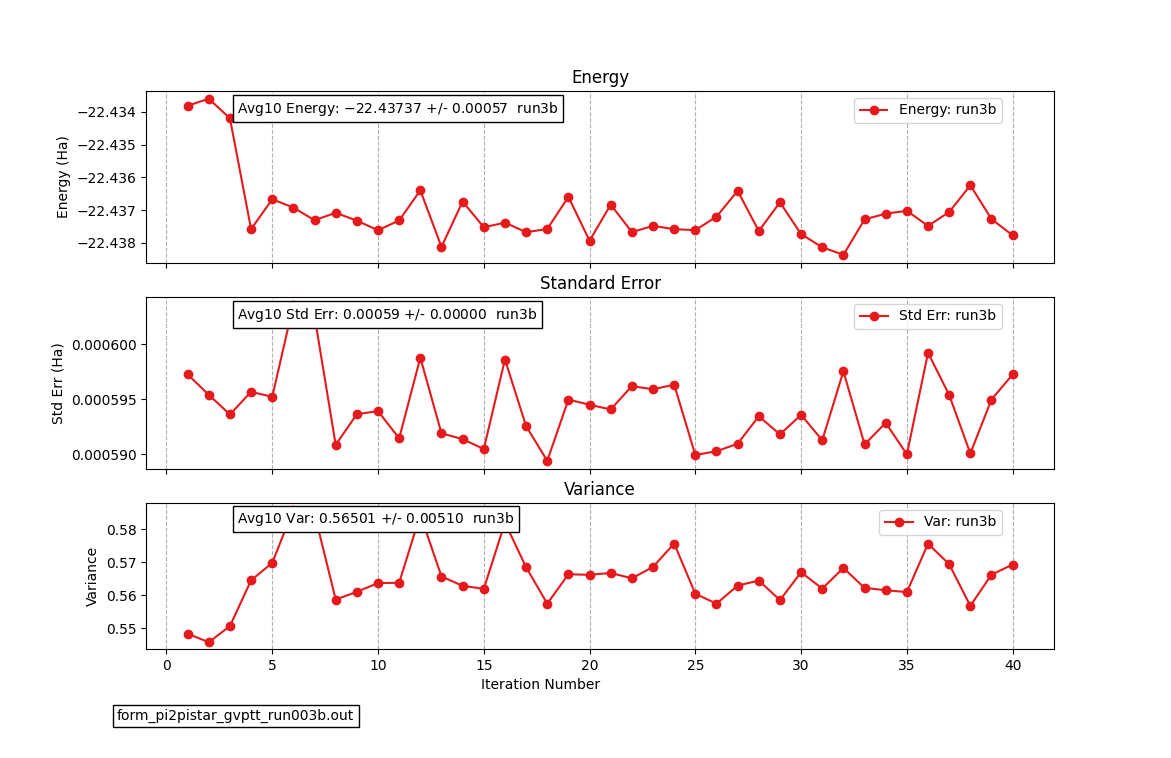 Energy
Avg10 Energy: −22.43737 +/- 0.00057 run3b
Energy: run3b
Energy (Ha)
−22.434
−22.435
−22.436
−22.437
−22.438
Standard Error
Avg10 Std Err: 0.00059 +/- 0.00000 run3b
Std Err: run3b
Std Err (Ha)
0.000600
0.000595
0.000590
Variance
Avg10 Var: 0.56501 +/- 0.00510 run3b
Var: run3b
Variance
0.58
0.57
0.56
0.55
0 5 10 15 20 25 30 35 40
Iteration Number
form_pi2pistar_gvptt_run003b.out